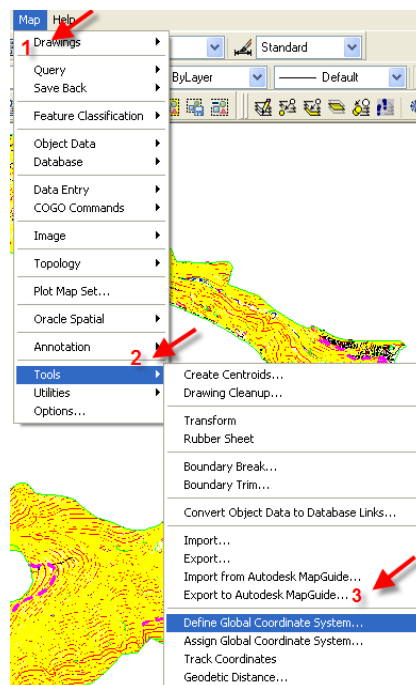 Map Help
1 Drawings
Standard
Query
Save Back
ByLayer
Default
Feature Classification
Object Data
Database
Data Entry
COGO Commands
Image
Topology
Plot Map Set...
Oracle Spatial
Annotation
2
Tools
Utilities
Options...
Create Centroids...
Drawing Cleanup...
Transform
Rubber Sheet
Boundary Break...
Boundary Trim...
Convert Object Data to Database Links...
Import...
Export...
Import from Autodesk MapGuide...
Export to Autodesk MapGuide... 3
Define Global Coordinate System...
Assign Global Coordinate System...
Track Coordinates
Geodetic Distance...